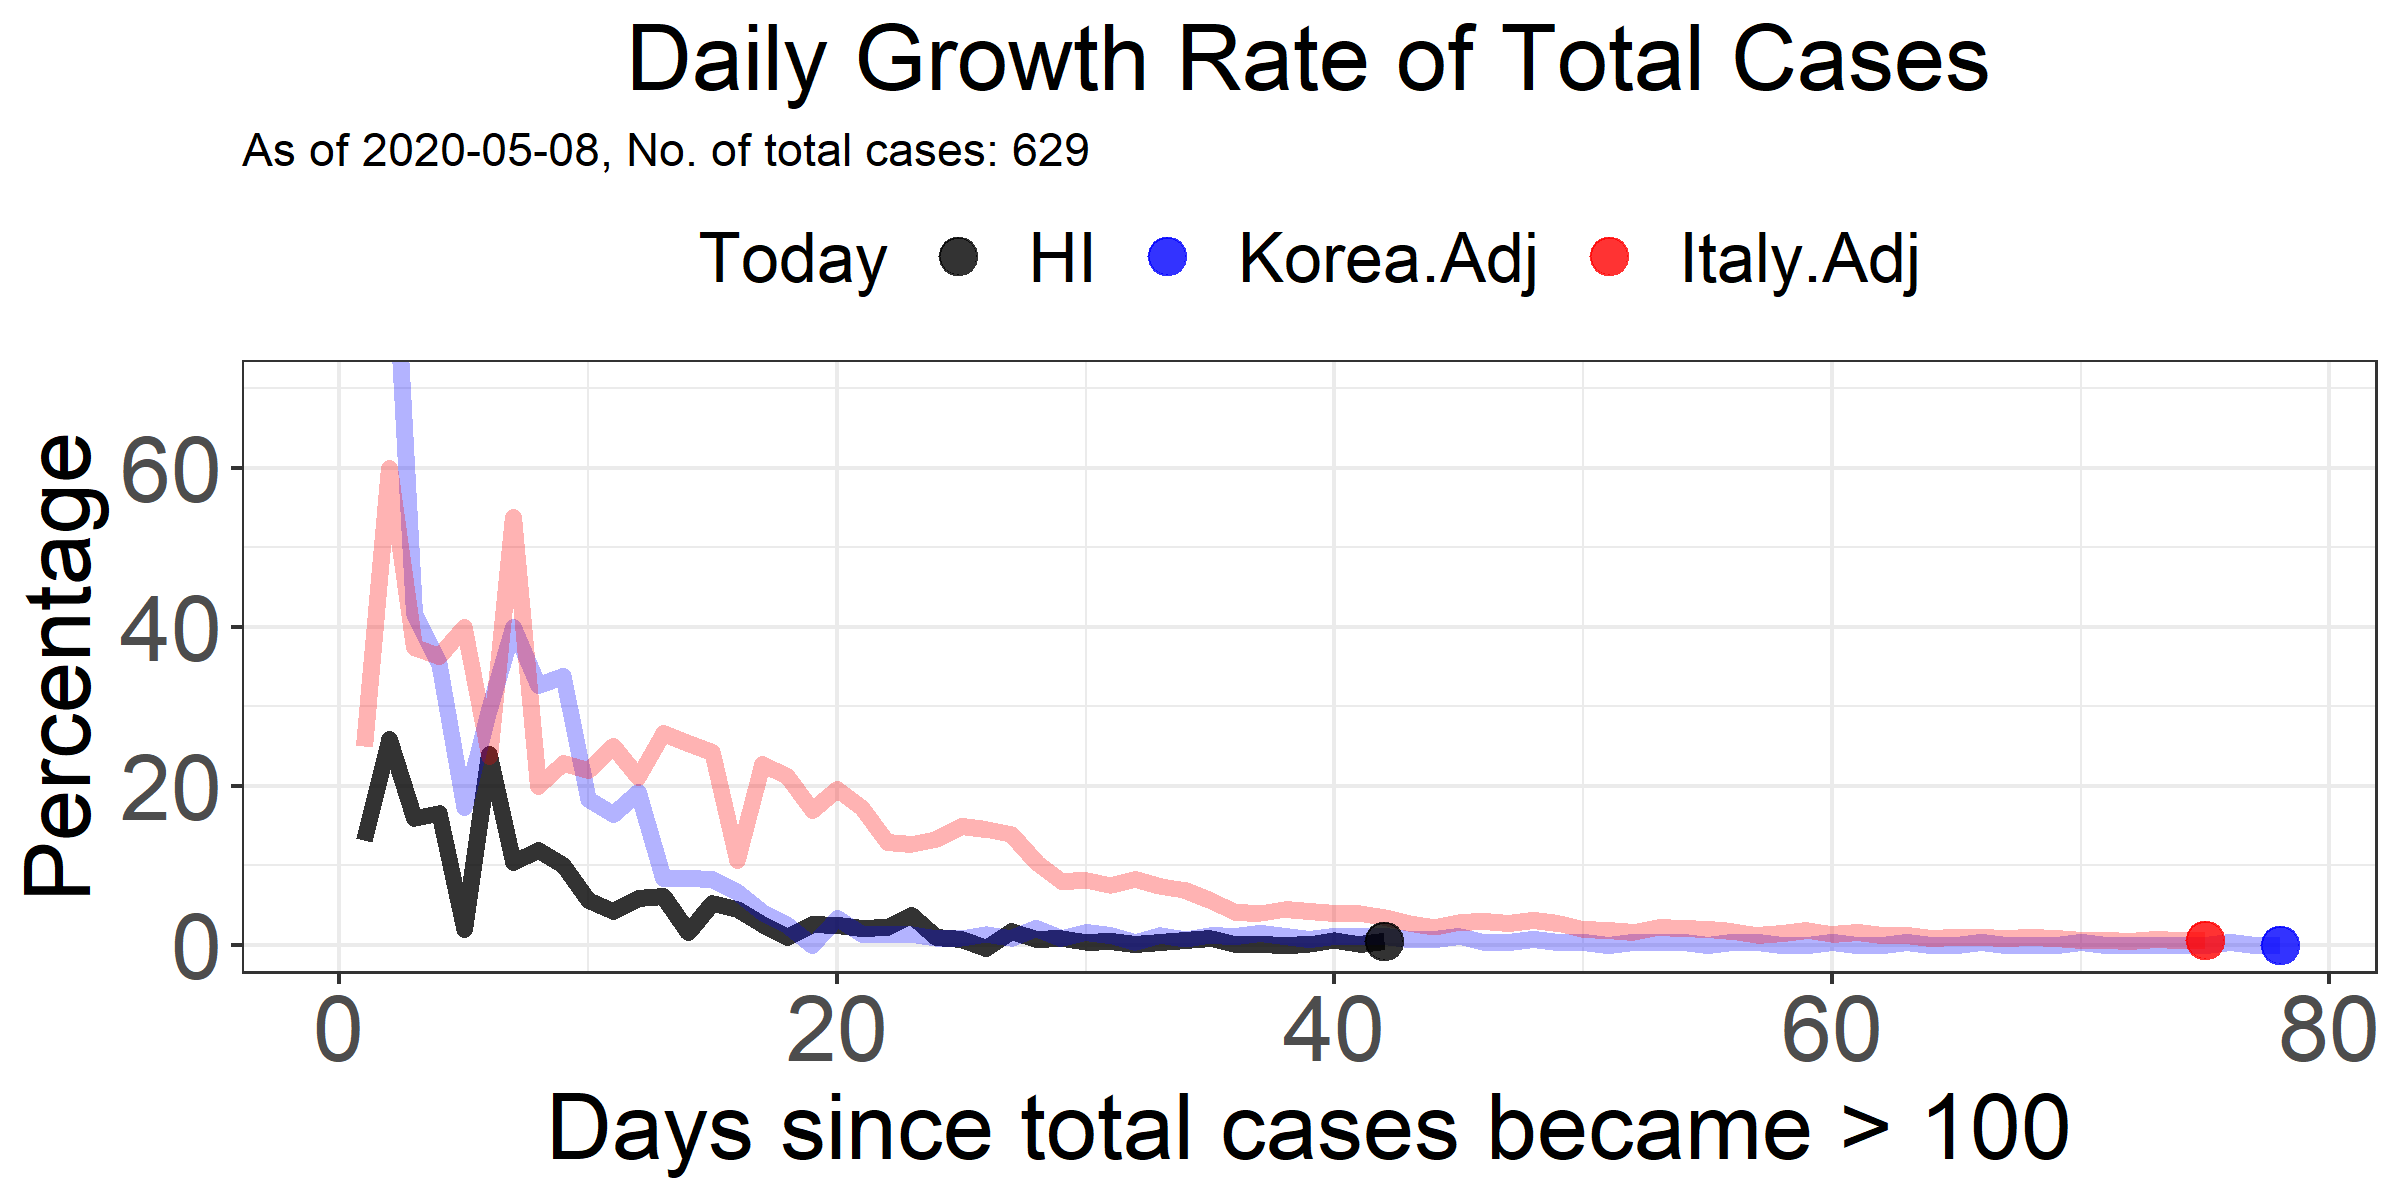 Daily Growth Rate of Total Cases
As of 2020-05-08, No. of total cases: 629
Today HI Korea.Adj Italy.Adj
Percentage
60
40
20
0
0 20 40 60 80
Days since total cases became > 100